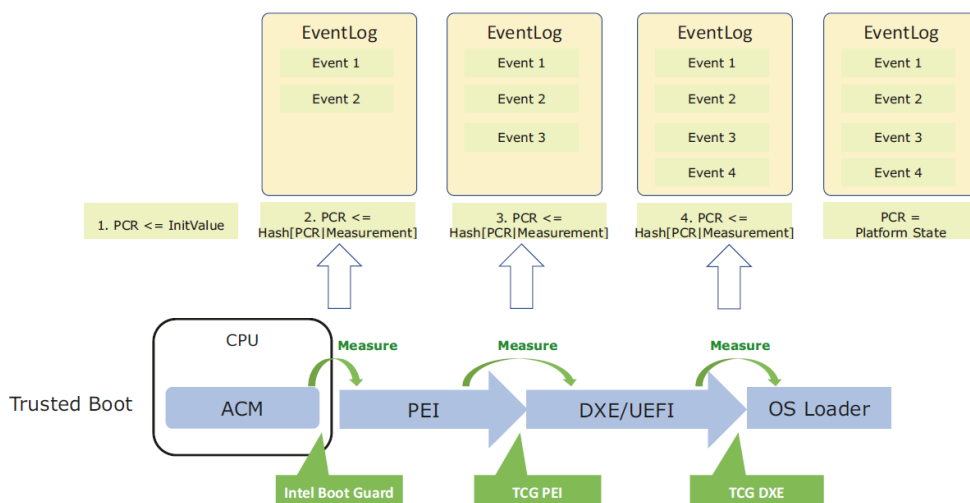 EventLog
Event 1
Event 2
EventLog
Event 1
Event 2
Event 3
EventLog
Event 1
Event 2
Event 3
Event 4
EventLog
Event 1
Event 2
Event 3
Event 4
1. PCR <= InitValue
2. PCR <=
Hash[PCR|Measurement]
3. PCR <=
Hash[PCR|Measurement]
4. PCR <=
Hash[PCR|Measurement]
PCR =
Platform State
CPU
Measure
Measure
Measure
Trusted Boot
ACM
PEI
DXE/UEFI
OS Loader
Intel Boot Guard
TCG PEI
TCG DXE